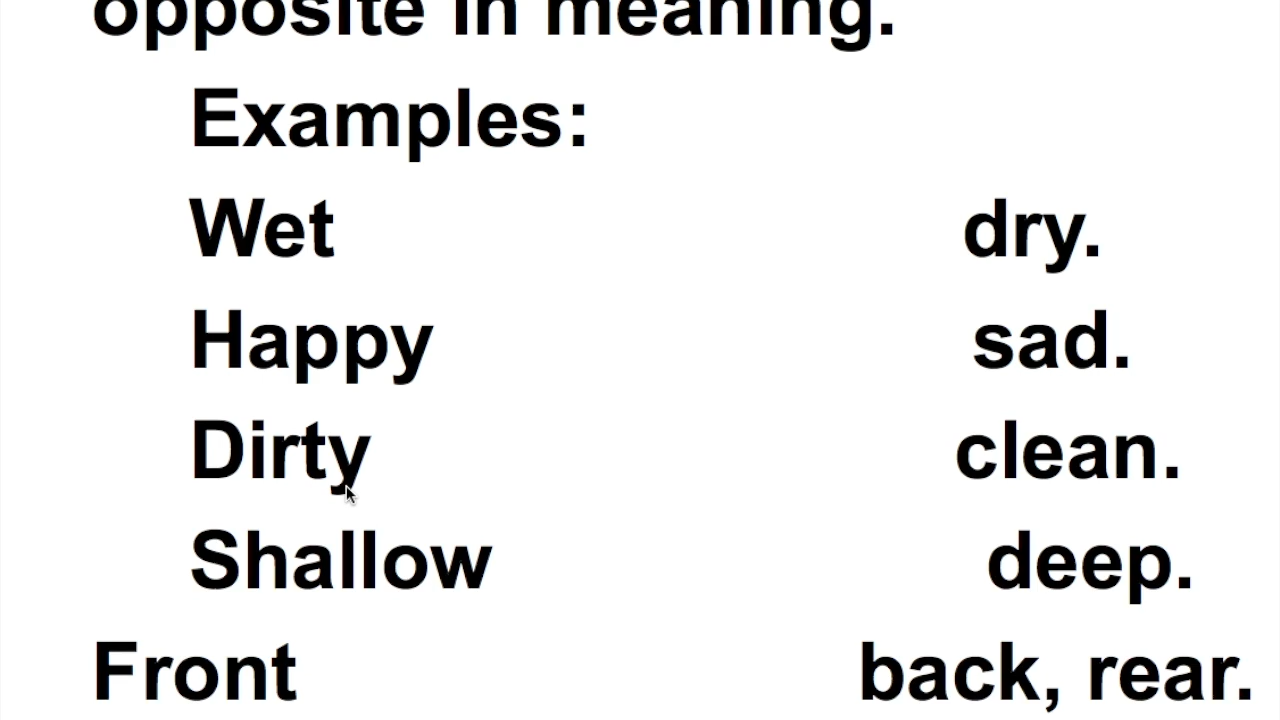 opposite in meaning.
Examples:
Wet dry.
Happy sad.
Dirty clean.
Shallow deep.
Front back, rear.